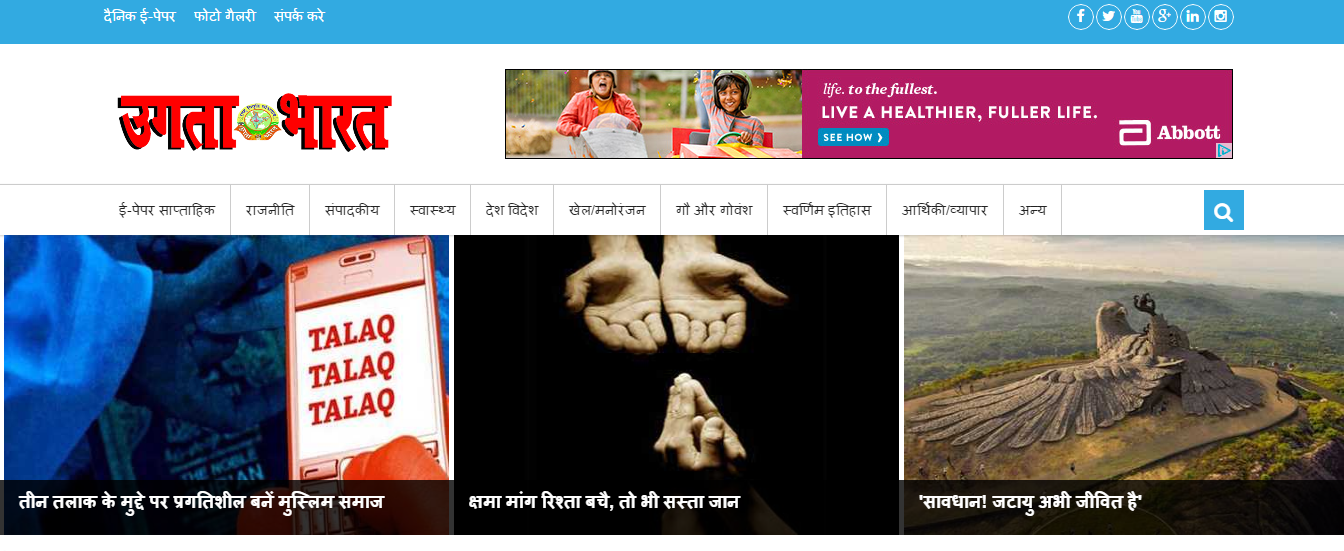 दैनिक ई-पेपर फोटो गैलरी संपर्क करे
उगता भारत
life. to the fullest.
LIVE A HEALTHIER, FULLER LIFE.
SEE HOW ❯
Abbott
ई-पेपर साप्ताहिक राजनीति संपादकीय स्वास्थ्य देश विदेश खेल/मनोरंजन गौ और गोवंश स्वर्णिम इतिहास आर्थिकी/व्यापार अन्य
TALAQ
TALAQ
TALAQ
तीन तलाक के मुद्दे पर प्रगतिशील बनें मुस्लिम समाज
क्षमा मांग रिश्ता बचै, तो भी सस्ता जान
'सावधान! जटायु अभी जीवित है'